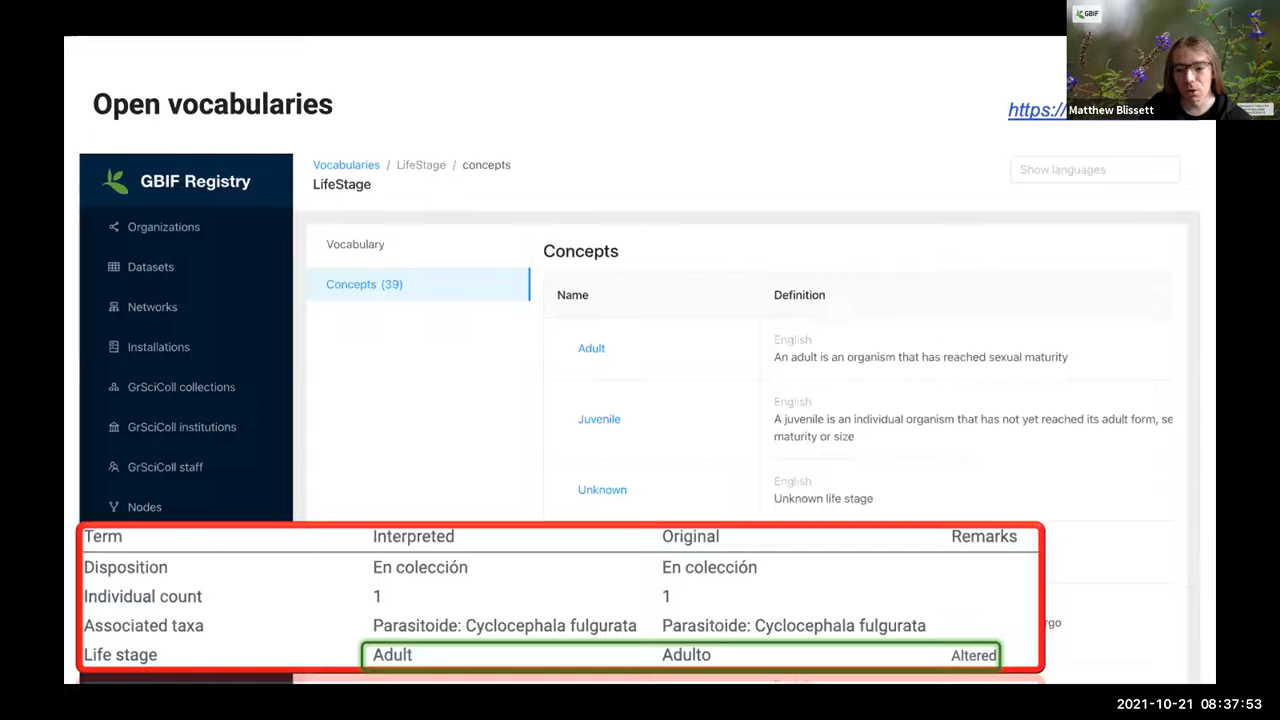 GBIF
Matthew Blissett
Open vocabularies
https://
GBIF Registry
Organizations
Datasets
Networks
Installations
GrSciColl collections
GrSciColl institutions
GrSciColl staff
Nodes
Vocabularies / LifeStage / concepts
LifeStage
Show languages
Vocabulary
Concepts (39)
Concepts
Name Definition
English
Adult An adult is an organism that has reached sexual maturity
English
Juvenile A juvenile is an individual organism that has not yet reached its adult form, se
maturity or size
English
Unknown Unknown life stage
Term Interpreted Original Remarks
Disposition En colección En colección
Individual count 1 1
Associated taxa Parasitoide: Cyclocephala fulgurata Parasitoide: Cyclocephala fulgurata
rgo
Life stage Adult Adulto Altered
2021-10-21 08:37:53